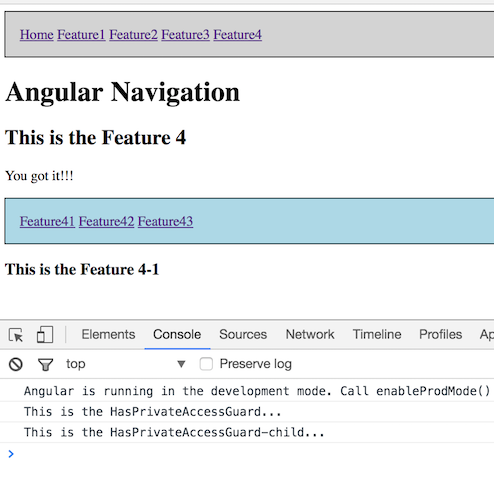 Home Feature1 Feature2 Feature3 Feature4
Angular Navigation
This is the Feature 4
You got it!!!
Feature41 Feature42 Feature43
This is the Feature 4-1
Elements Console Sources Network Timeline Profiles Ap
top Preserve log
Angular is running in the development mode. Call enableProdMode()
This is the HasPrivateAccessGuard...
This is the HasPrivateAccessGuard-child...